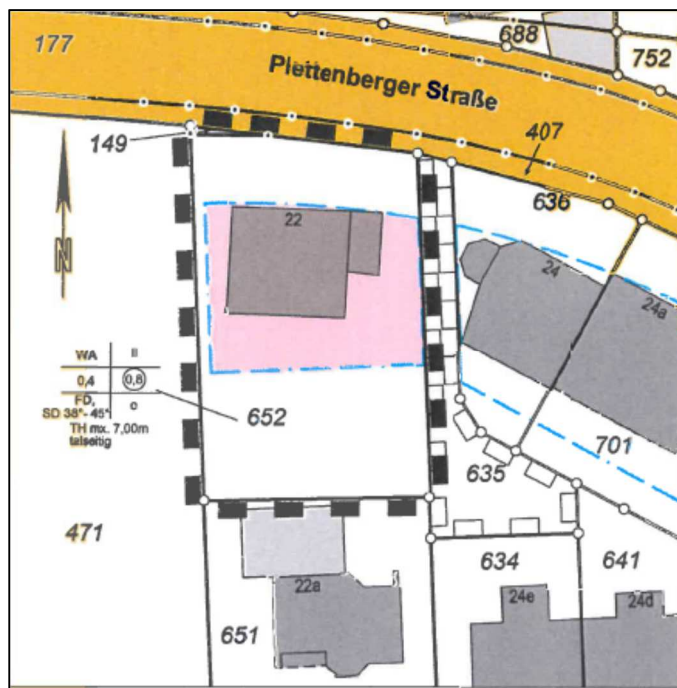 688
177
752
Plettenberger Straße
407
149
636
22
24
24a
N
WA II
0,4 0,8
FD,
SD 38°- 45° o
TH mx. 7,00m
talseitig
652
701
635
471
634
641
22a
24e
24d
651